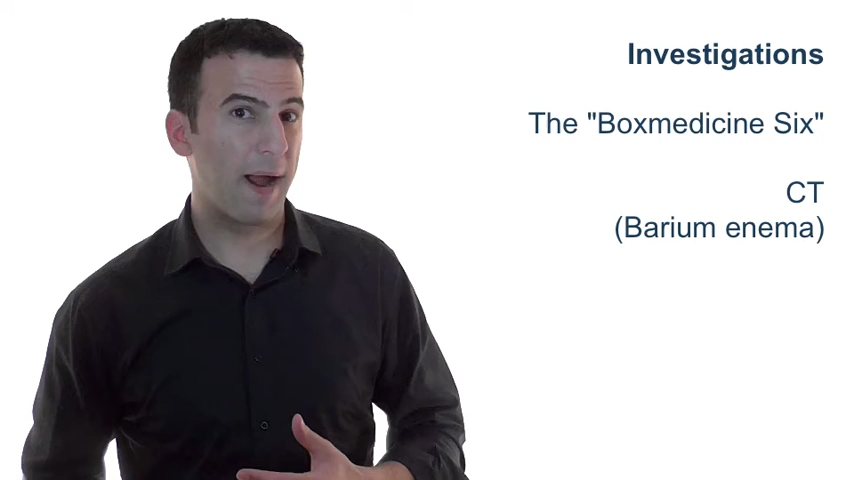 Investigations
The "Boxmedicine Six"
CT
(Barium enema)